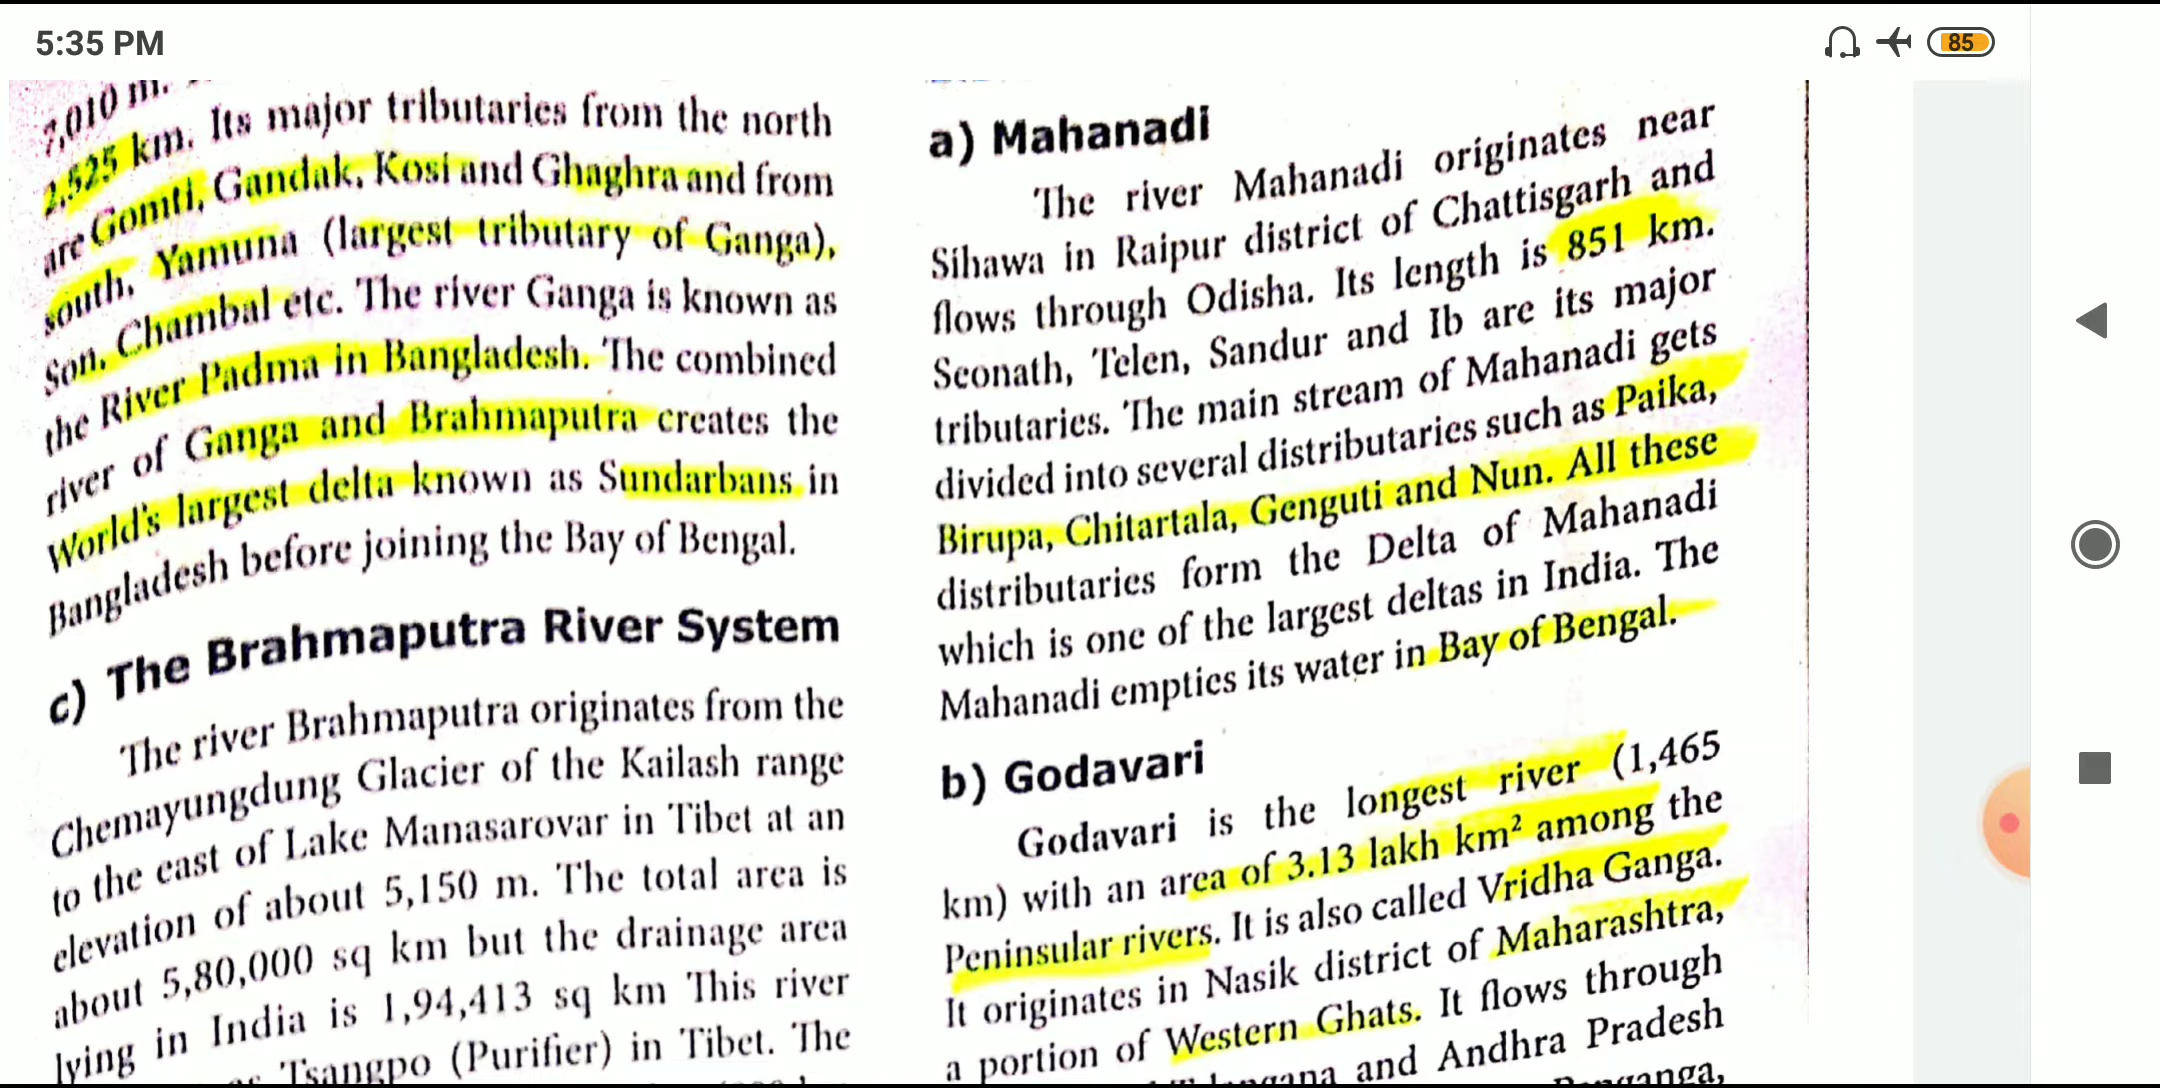 5:35 PM
85
7,010 m.
2,525 km. Its major tributaries from the north
are Gomti, Gandak, Kosi and Ghaghra and from
south, Yamuna (largest tributary of Ganga),
Son, Chambal etc. The river Ganga is known as
the River Padma in Bangladesh. The combined
river of Ganga and Brahmaputra creates the
World's largest delta known as Sundarbans in
Bangladesh before joining the Bay of Bengal.
c) The Brahmaputra River System
The river Brahmaputra originates from the
Chemayungdung Glacier of the Kailash range
to the east of Lake Manasarovar in Tibet at an
elevation of about 5,150 m. The total area is
about 5,80,000 sq km but the drainage area
lying in India is 1,94,413 sq km This river
Tsangpo (Purifier) in Tibet. The
a) Mahanadi
The river Mahanadi originates near
Sihawa in Raipur district of Chattisgarh and
flows through Odisha. Its length is 851 km.
Seonath, Telen, Sandur and Ib are its major
tributaries. The main stream of Mahanadi gets
divided into several distributaries such as Paika,
Birupa, Chitartala, Genguti and Nun. All these
distributaries form the Delta of Mahanadi
which is one of the largest deltas in India. The
Mahanadi empties its water in Bay of Bengal.
b) Godavari
Godavari is the longest river (1,465
km) with an area of 3.13 lakh km² among the
Peninsular rivers. It is also called Vridha Ganga.
It originates in Nasik district of Maharashtra,
a portion of Western Ghats. It flows through
and Andhra Pradesh